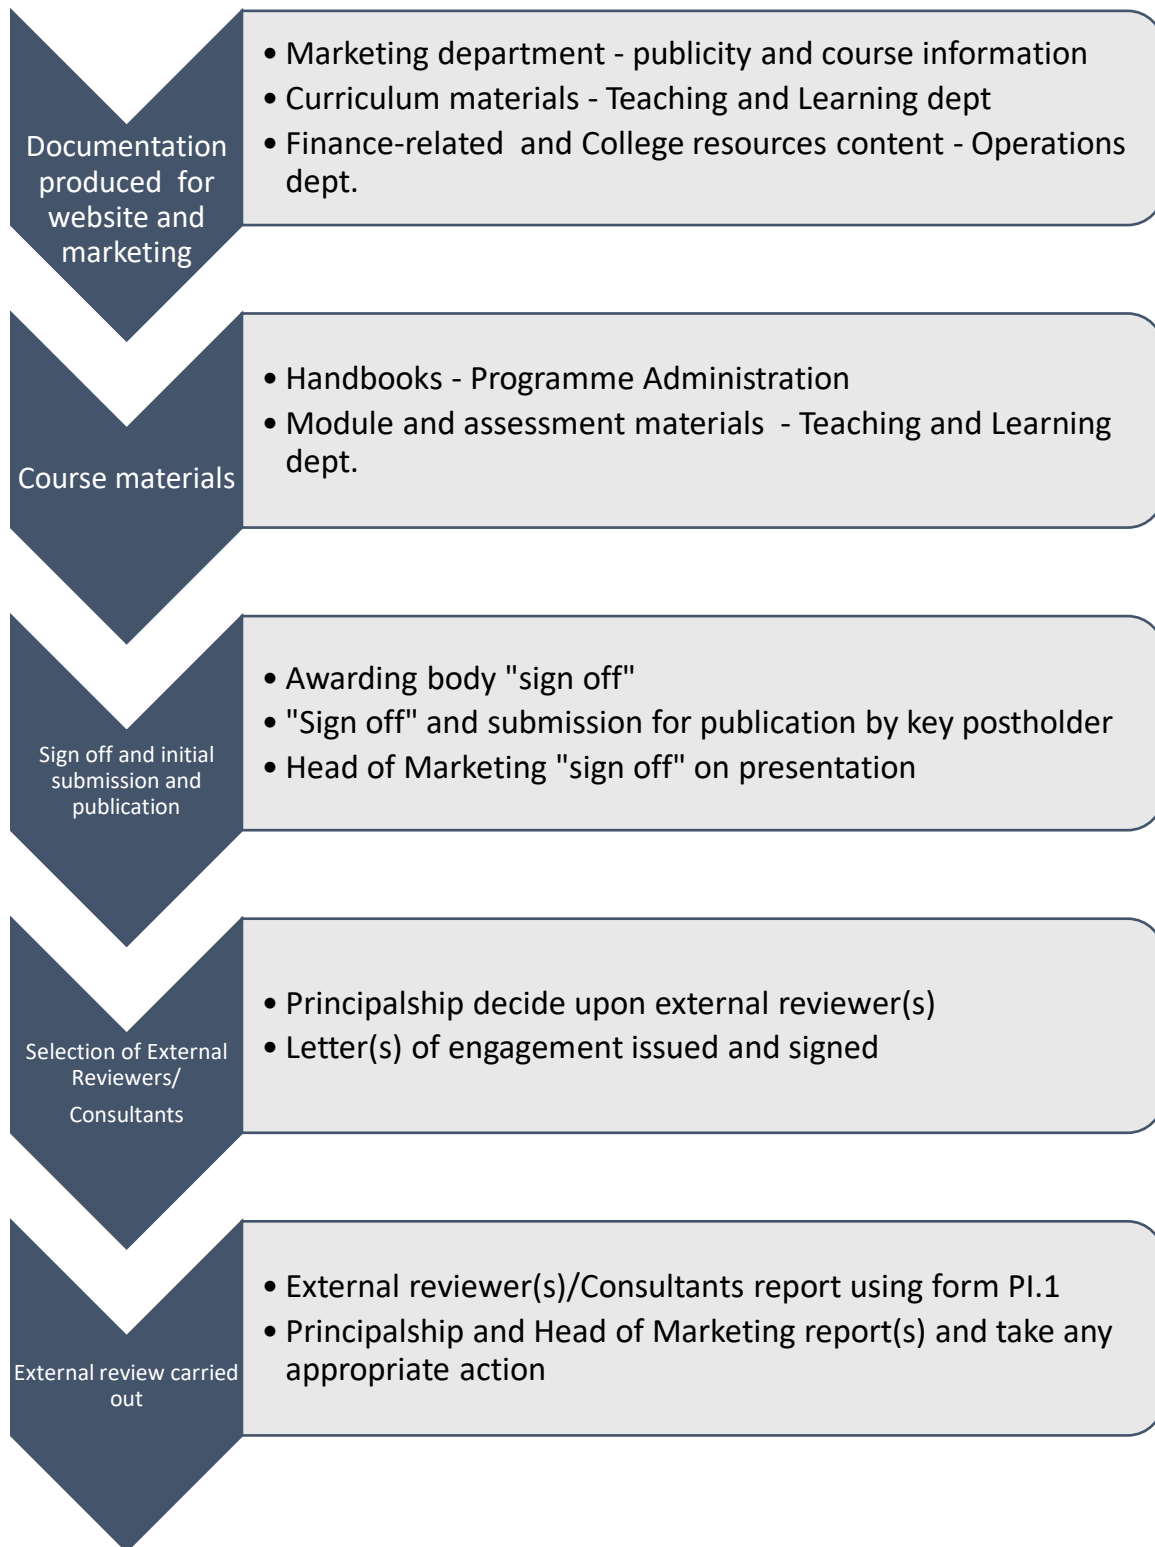 Documentation
produced  for
website and
marketing
• Marketing department - publicity and course information
• Curriculum materials - Teaching and Learning dept
• Finance-related  and College resources content - Operations
dept.
Course materials
• Handbooks - Programme Administration
• Module and assessment materials  - Teaching and Learning
dept.
Sign off and initial
submission and
publication
• Awarding body "sign off"
• "Sign off" and submission for publication by key postholder
• Head of Marketing "sign off" on presentation
Selection of External
Reviewers/
Consultants
• Principalship decide upon external reviewer(s)
• Letter(s) of engagement issued and signed
External review carried
out
• External reviewer(s)/Consultants report using form PI.1
• Principalship and Head of Marketing report(s) and take any
appropriate action